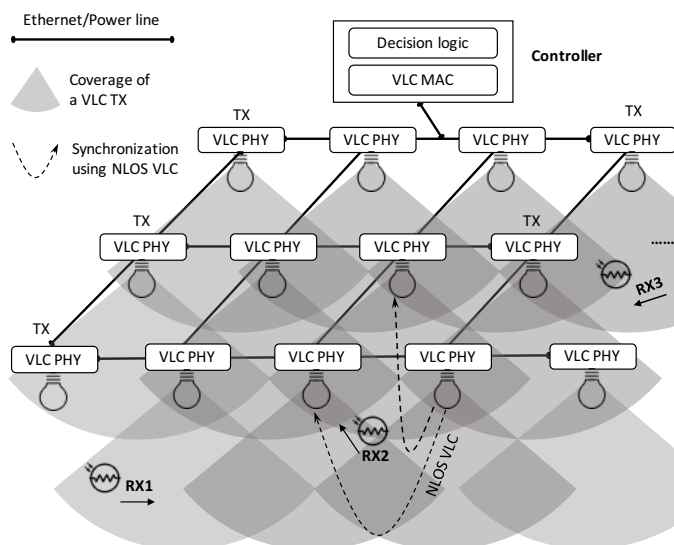 Ethernet/Power line
Coverage of
a VLC TX
Synchronization
using NLOS VLC
Decision logic
VLC MAC
Controller
TX
TX
VLC PHY
VLC PHY
VLC PHY
VLC PHY
TX
TX
VLC PHY
VLC PHY
VLC PHY
VLC PHY
......
RX3
TX
VLC PHY
VLC PHY
VLC PHY
VLC PHY
VLC PHY
RX2
NLOS VLC
RX1